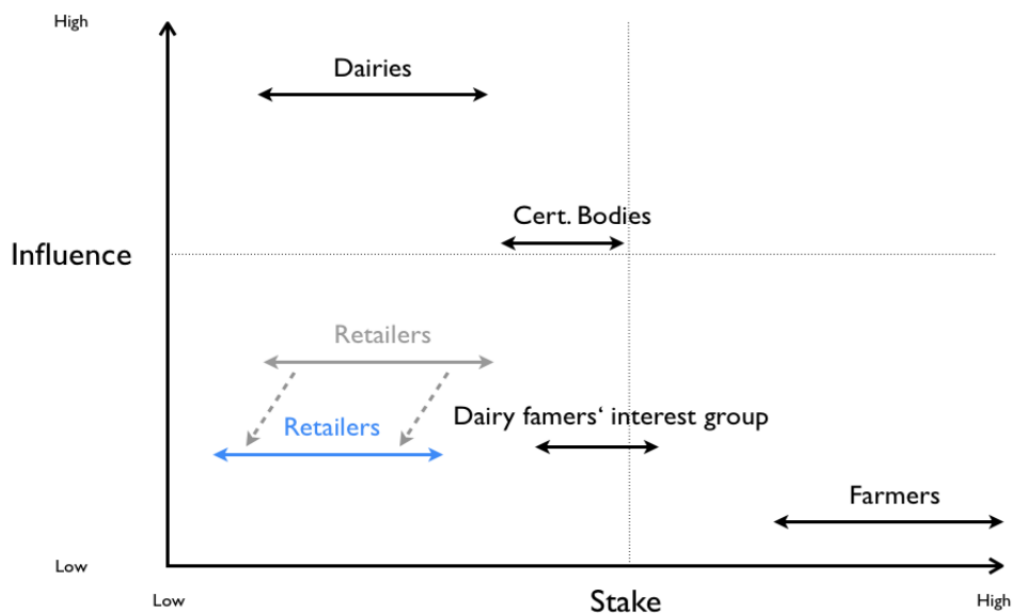 High
Dairies
Cert. Bodies
Influence
Retailers
Dairy famers‘ interest group
Retailers
Farmers
Low
Low
Stake
High